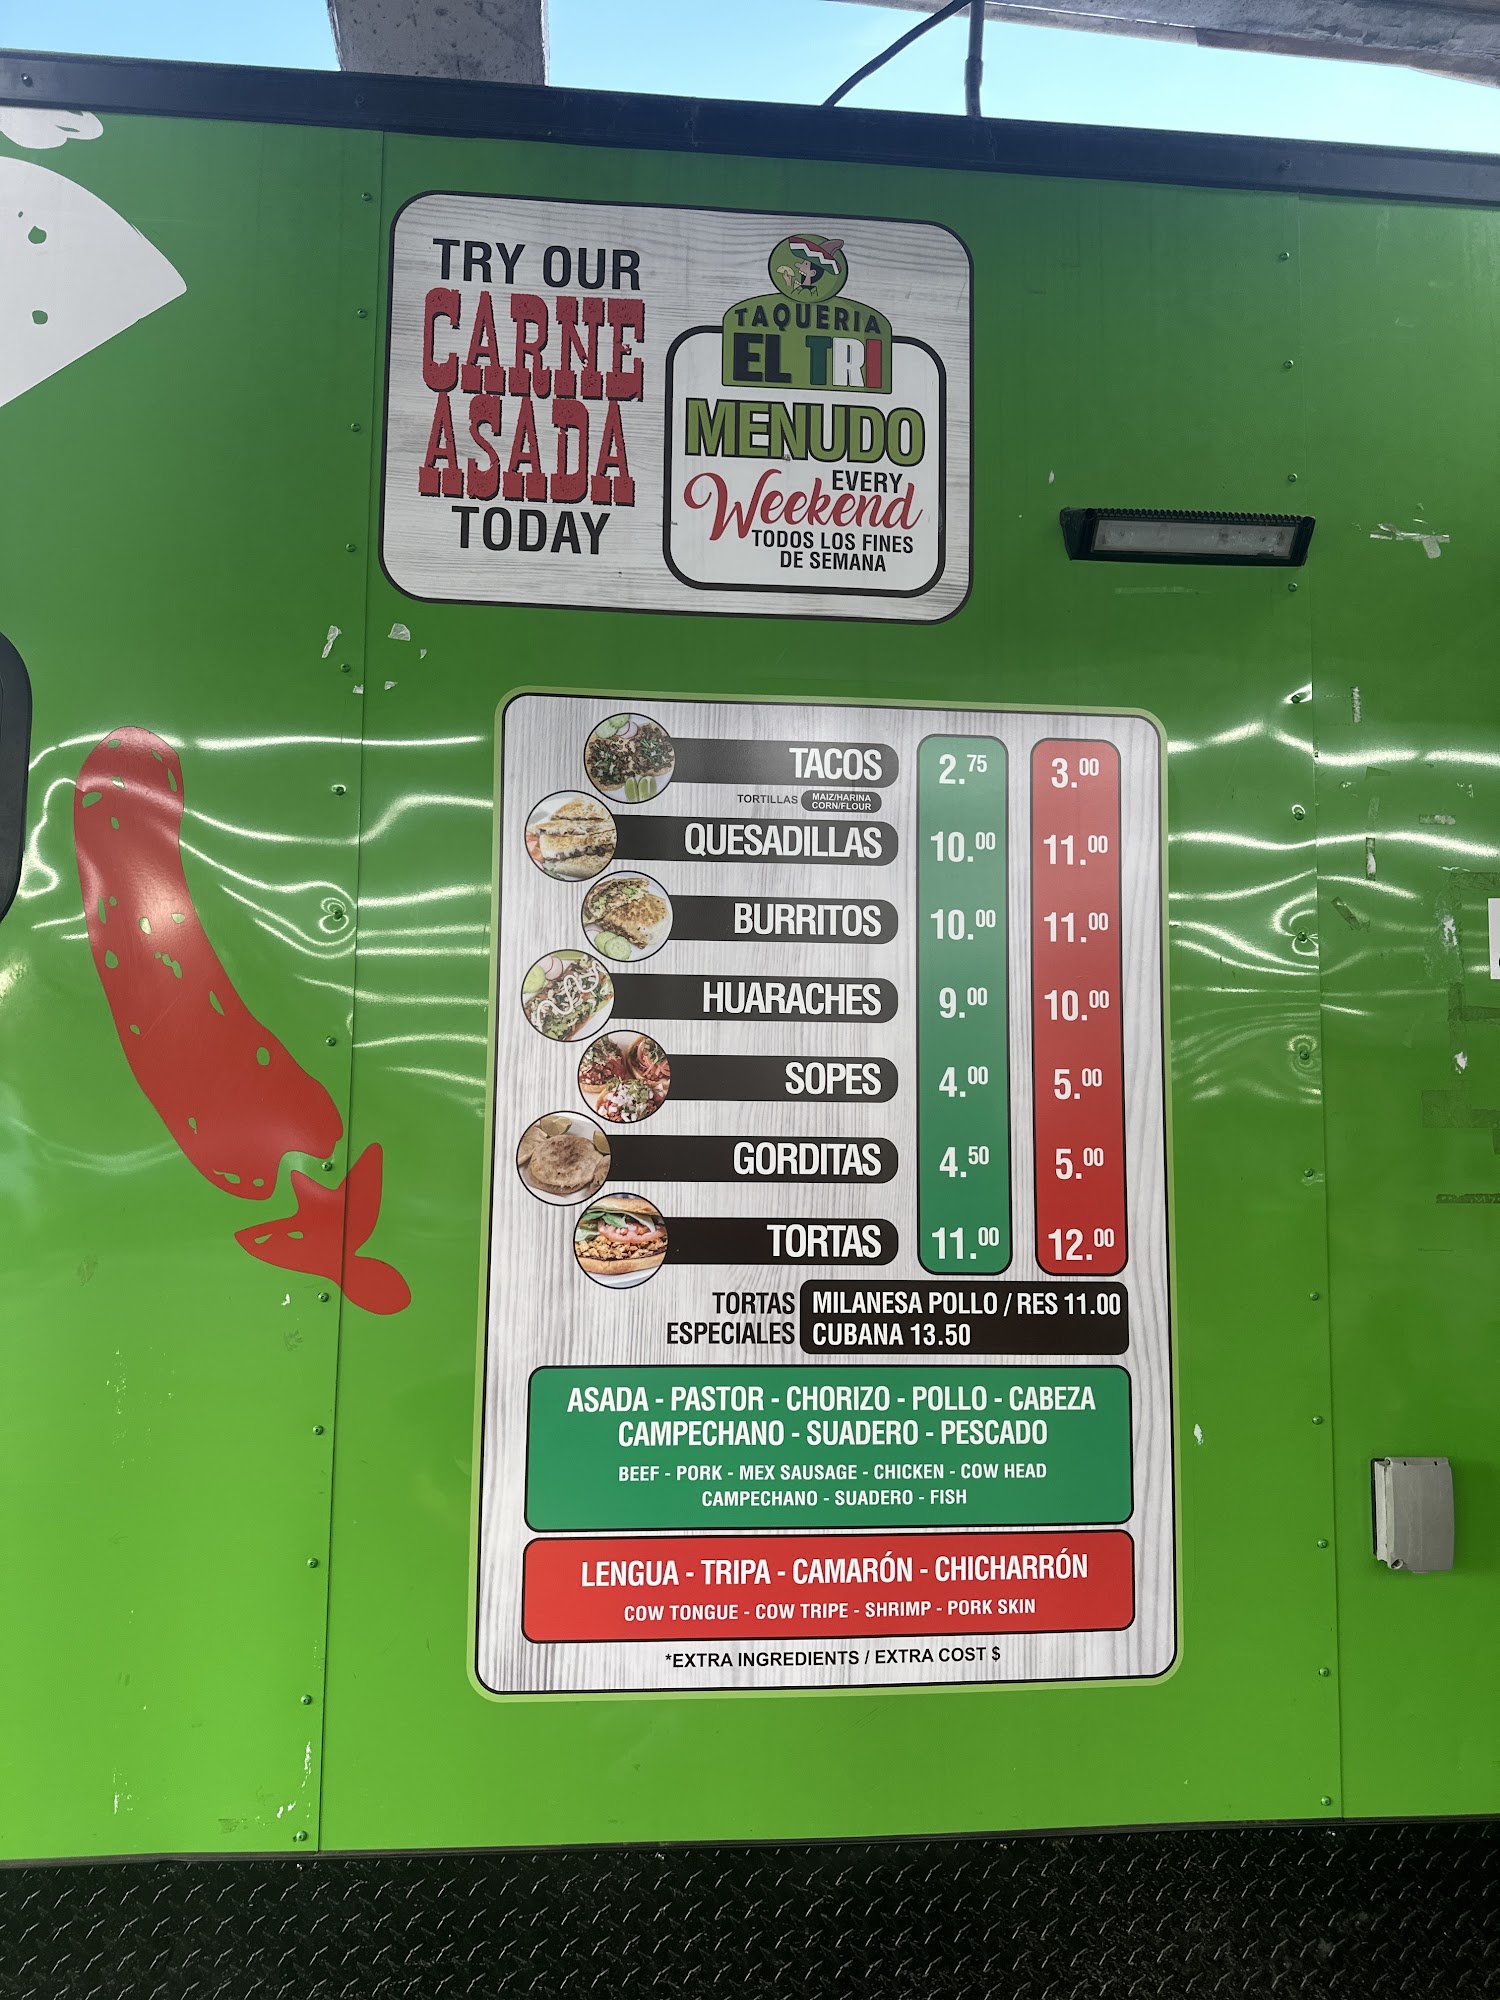 TRY OUR
CARNE
ASADA
TODAY
TAQUERIA
EL TRI
MENUDO
EVERY
Weekend
TODOS LOS FINES
DE SEMANA
TACOS 2.75 3.00
TORTILLAS MAIZ/HARINA
CORN/FLOUR
QUESADILLAS 10.00 11.00
BURRITOS 10.00 11.00
HUARACHES 9.00 10.00
SOPES 4.00 5.00
GORDITAS 4.50 5.00
TORTAS 11.00 12.00
TORTAS MILANESA POLLO / RES 11.00
ESPECIALES CUBANA 13.50
ASADA - PASTOR - CHORIZO - POLLO - CABEZA
CAMPECHANO - SUADERO - PESCADO
BEEF - PORK - MEX SAUSAGE - CHICKEN - COW HEAD
CAMPECHANO - SUADERO - FISH
LENGUA - TRIPA - CAMARÓN - CHICHARRÓN
COW TONGUE - COW TRIPE - SHRIMP - PORK SKIN
*EXTRA INGREDIENTS / EXTRA COST $